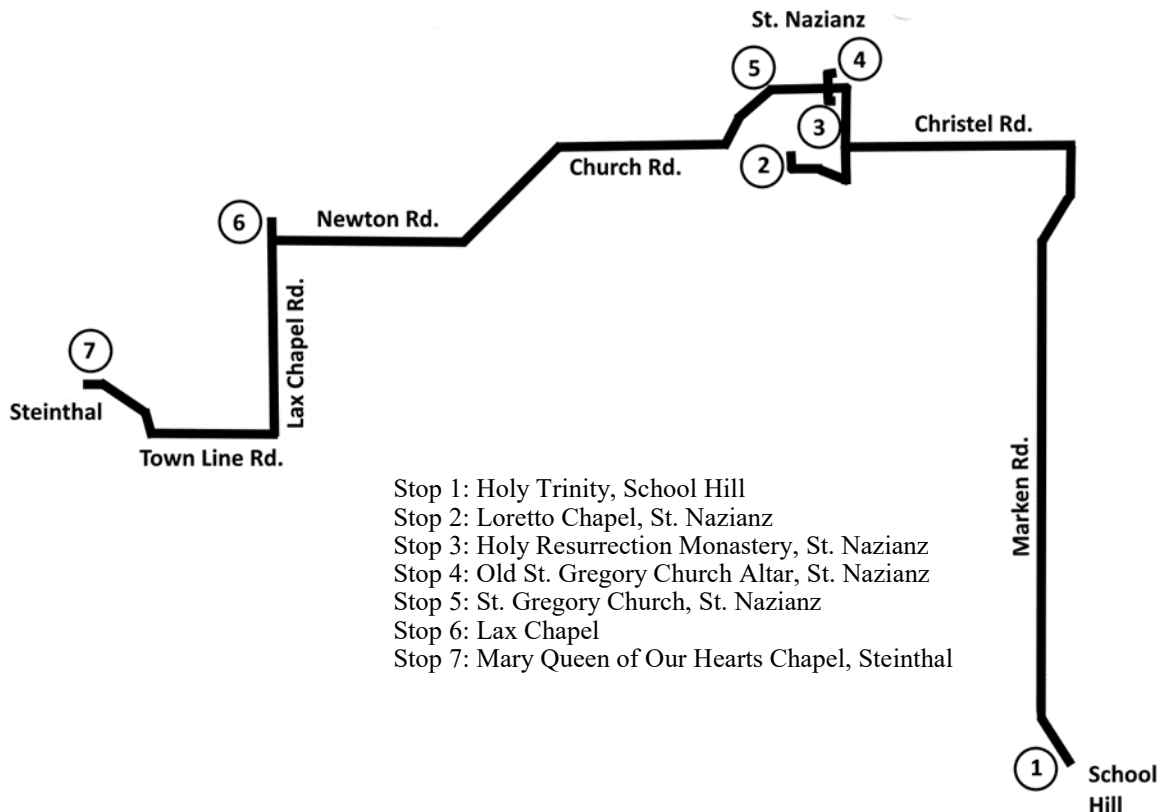 St. Nazianz
5
4
3
Christel Rd.
2
Church Rd.
6
Newton Rd.
Lax Chapel Rd.
7
Steinthal
Town Line Rd.
Marken Rd.
Stop 1: Holy Trinity, School Hill
Stop 2: Loretto Chapel, St. Nazianz
Stop 3: Holy Resurrection Monastery, St. Nazianz
Stop 4: Old St. Gregory Church Altar, St. Nazianz
Stop 5: St. Gregory Church, St. Nazianz
Stop 6: Lax Chapel
Stop 7: Mary Queen of Our Hearts Chapel, Steinthal
1
School
Hill